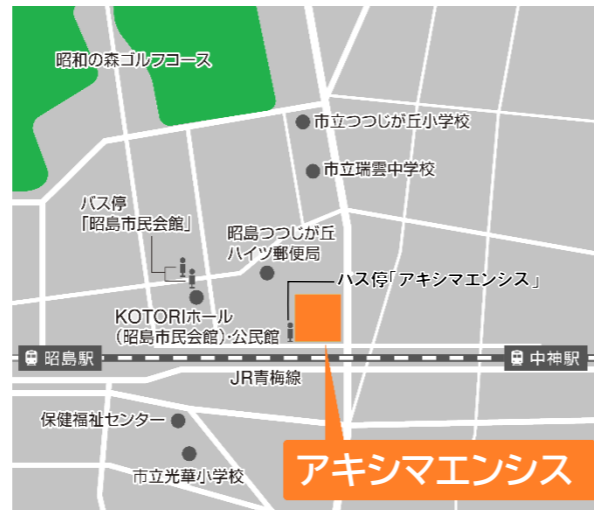 昭和の森ゴルフコース
市立つつじが丘小学校
市立瑞雲中学校
バス停
「昭島市民会館」
昭島つつじが丘
ハイツ郵便局
バス停「アキシマエンシス」
KOTORIホール
(昭島市民会館)・公民館
昭島駅
中神駅
JR青梅線
保健福祉センター
市立光華小学校
アキシマエンシス